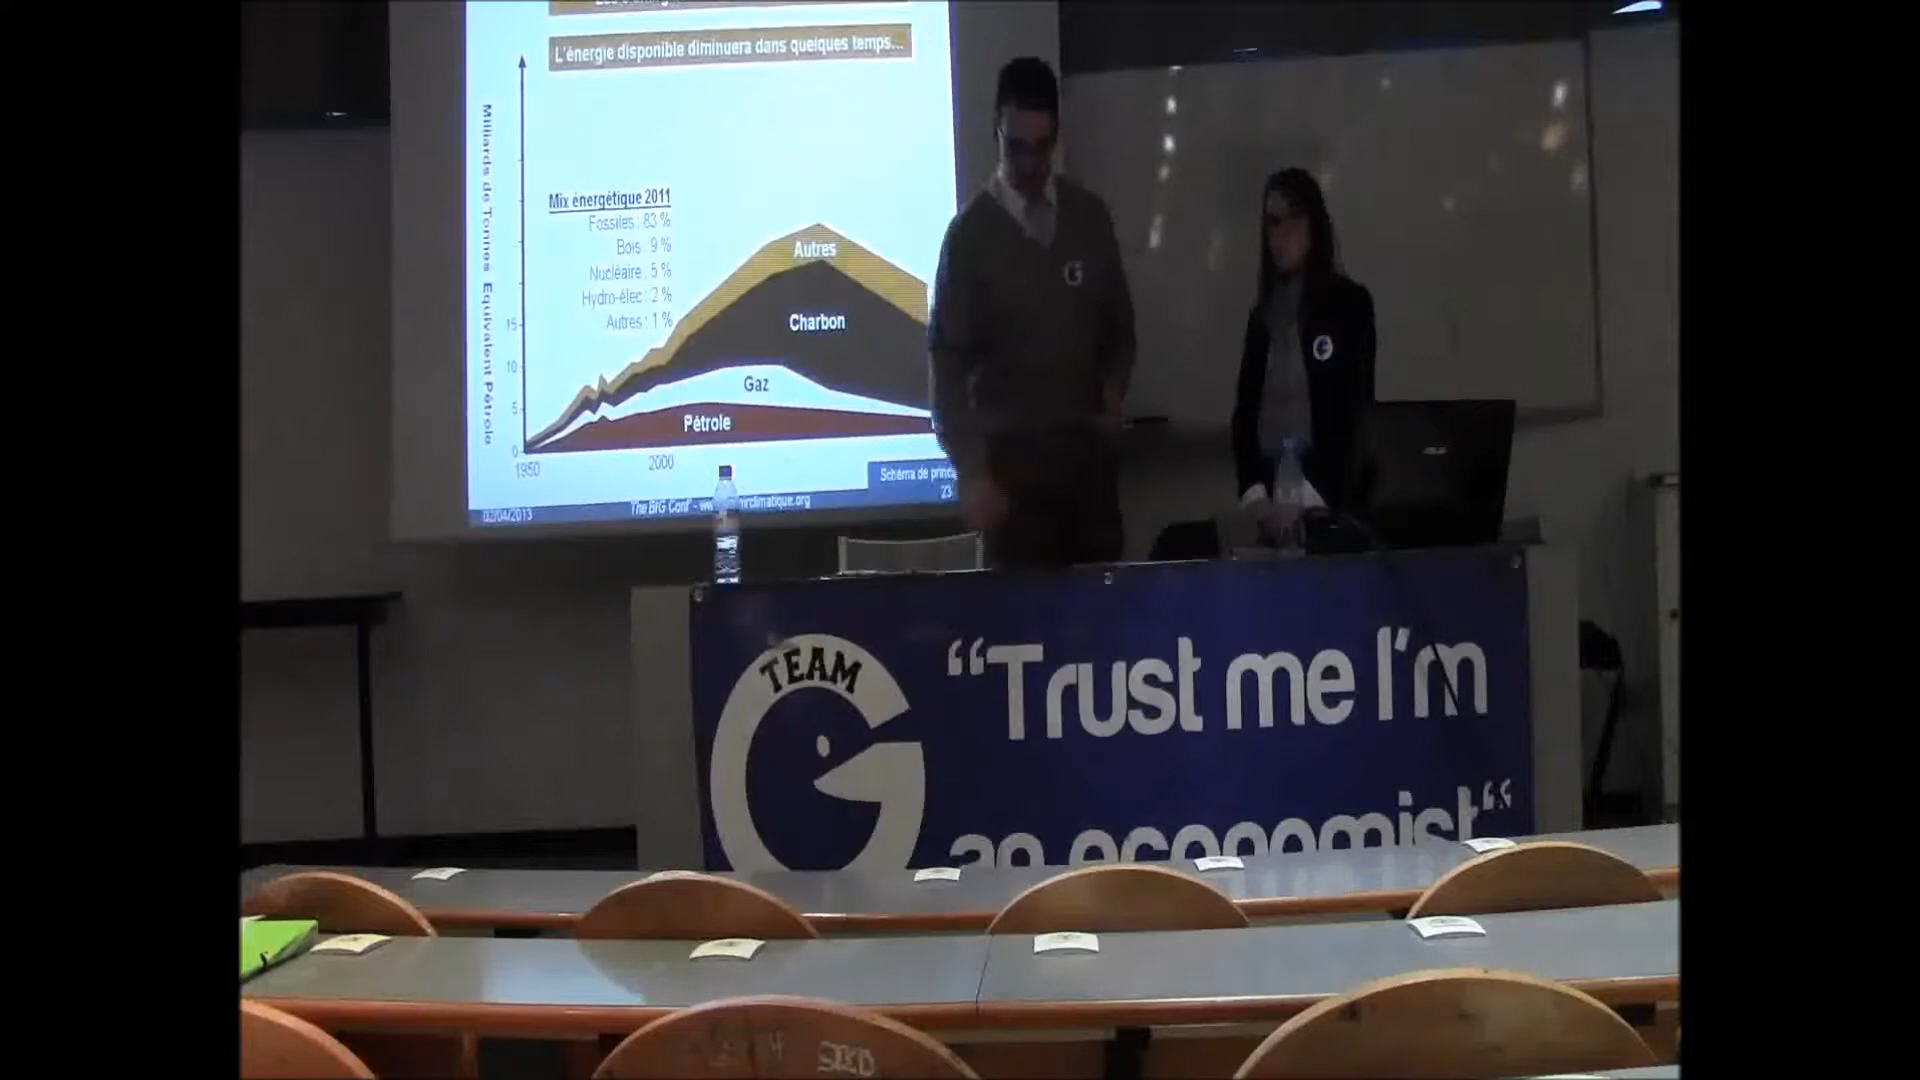 L'énergie disponible diminuera dans quelques temps...
Milliards de Tonnes Equivalent Pétrole
Mix énergétique 2011
Fossiles : 83 %
Bois : 9 %
Nucléaire : 5 %
Hydro-élec : 2 %
Autres : 1 %
Autres
Charbon
Gaz
Pétrole
15
10
5
0
1950
2000
Schéma de
23
02/04/2013
The BIG Conf' -
G
TEAM
G
“Trust me I'm
an economist“